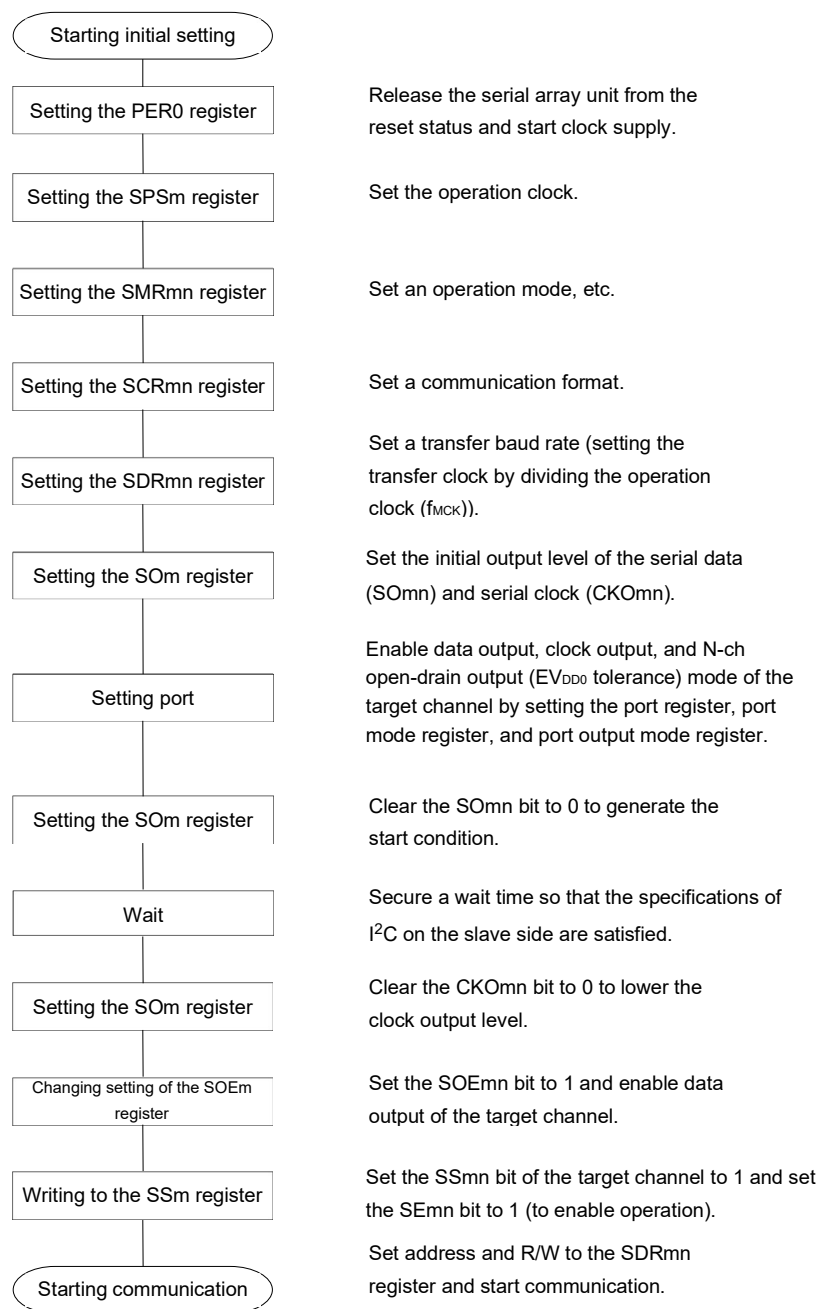 Starting initial setting
Setting the PER0 register
Release the serial array unit from the
reset status and start clock supply.
Setting the SPSm register
Set the operation clock.
Setting the SMRmn register
Set an operation mode, etc.
Setting the SCRmn register
Set a communication format.
Setting the SDRmn register
Set a transfer baud rate (setting the
transfer clock by dividing the operation
clock (fMCK)).
Setting the SOm register
Set the initial output level of the serial data
(SOmn) and serial clock (CKOmn).
Setting port
Enable data output, clock output, and N-ch
open-drain output (EVDD0 tolerance) mode of the
target channel by setting the port register, port
mode register, and port output mode register.
Setting the SOm register
Clear the SOmn bit to 0 to generate the
start condition.
Wait
Secure a wait time so that the specifications of
I2C on the slave side are satisfied.
Setting the SOm register
Clear the CKOmn bit to 0 to lower the
clock output level.
Changing setting of the SOEm
register
Set the SOEmn bit to 1 and enable data
output of the target channel.
Writing to the SSm register
Set the SSmn bit of the target channel to 1 and set
the SEmn bit to 1 (to enable operation).
Starting communication
Set address and R/W to the SDRmn
register and start communication.